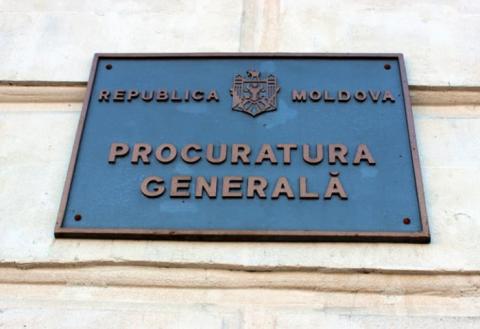 REPUBLICA MOLDOVA
PROCURATURA
GENERALĂ